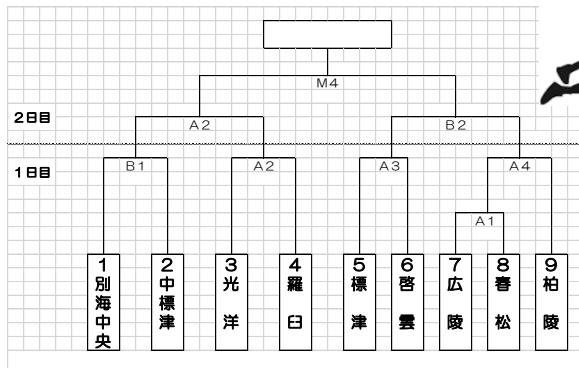 M4
2日目
A2
B2
1日目
B1
A2
A3
A4
A1
1 別海中央
2 中標津
3 光洋
4 羅臼
5 標津
6 啓雲
7 広陵
8 春松
9 柏陵